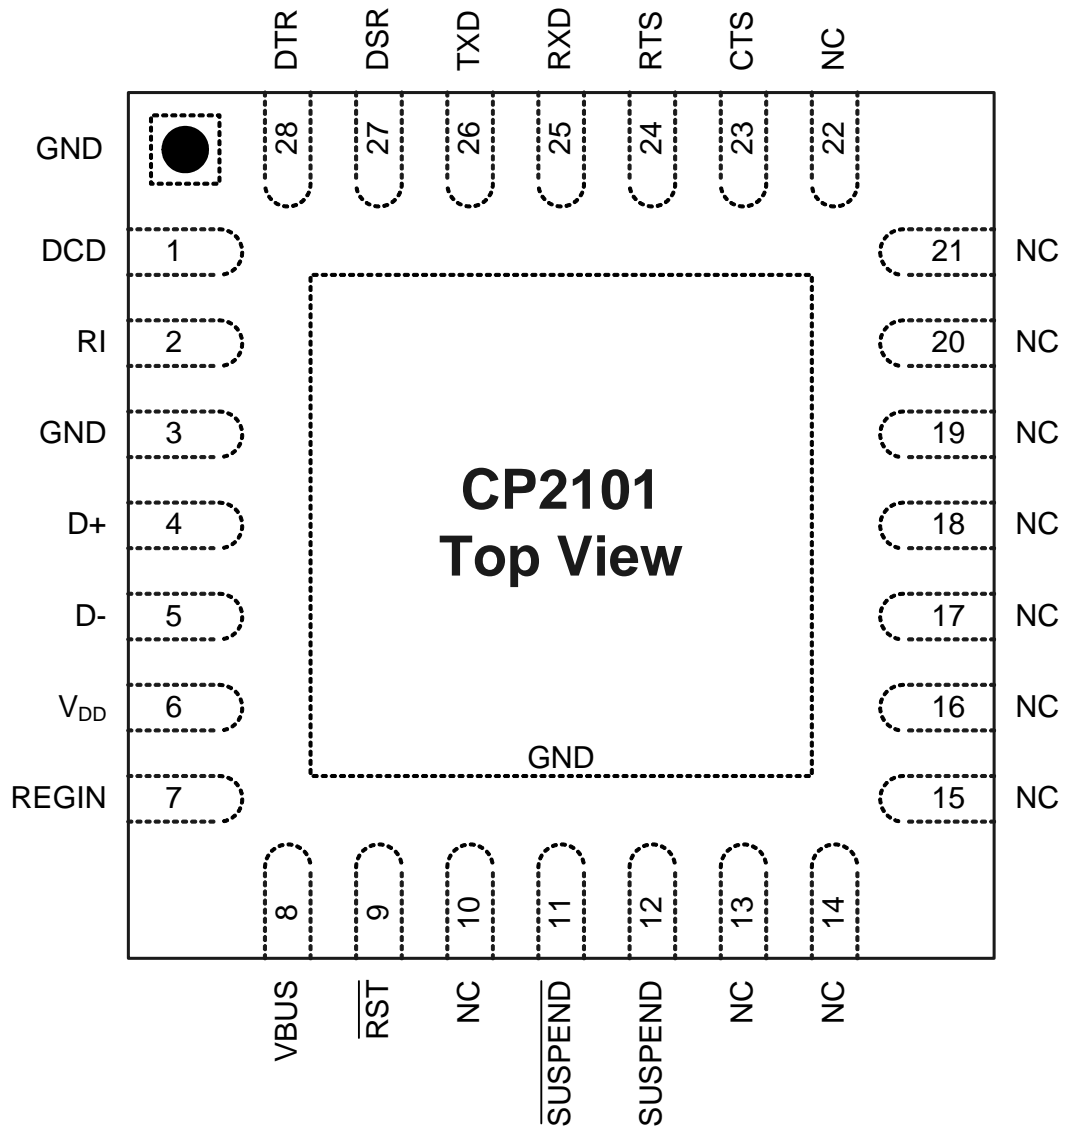 DTR DSR TXD RXD RTS CTS NC
28 27 26 25 24 23 22
GND
DCD 1 21 NC
RI 2 20 NC
GND 3 19 NC
CP2101
D+ 4 18 NC
Top View
D- 5 17 NC
VDD 6 16 NC
GND
REGIN 7 15 NC
8 9 10 11 12 13 14
VBUS RST NC SUSPEND SUSPEND NC NC